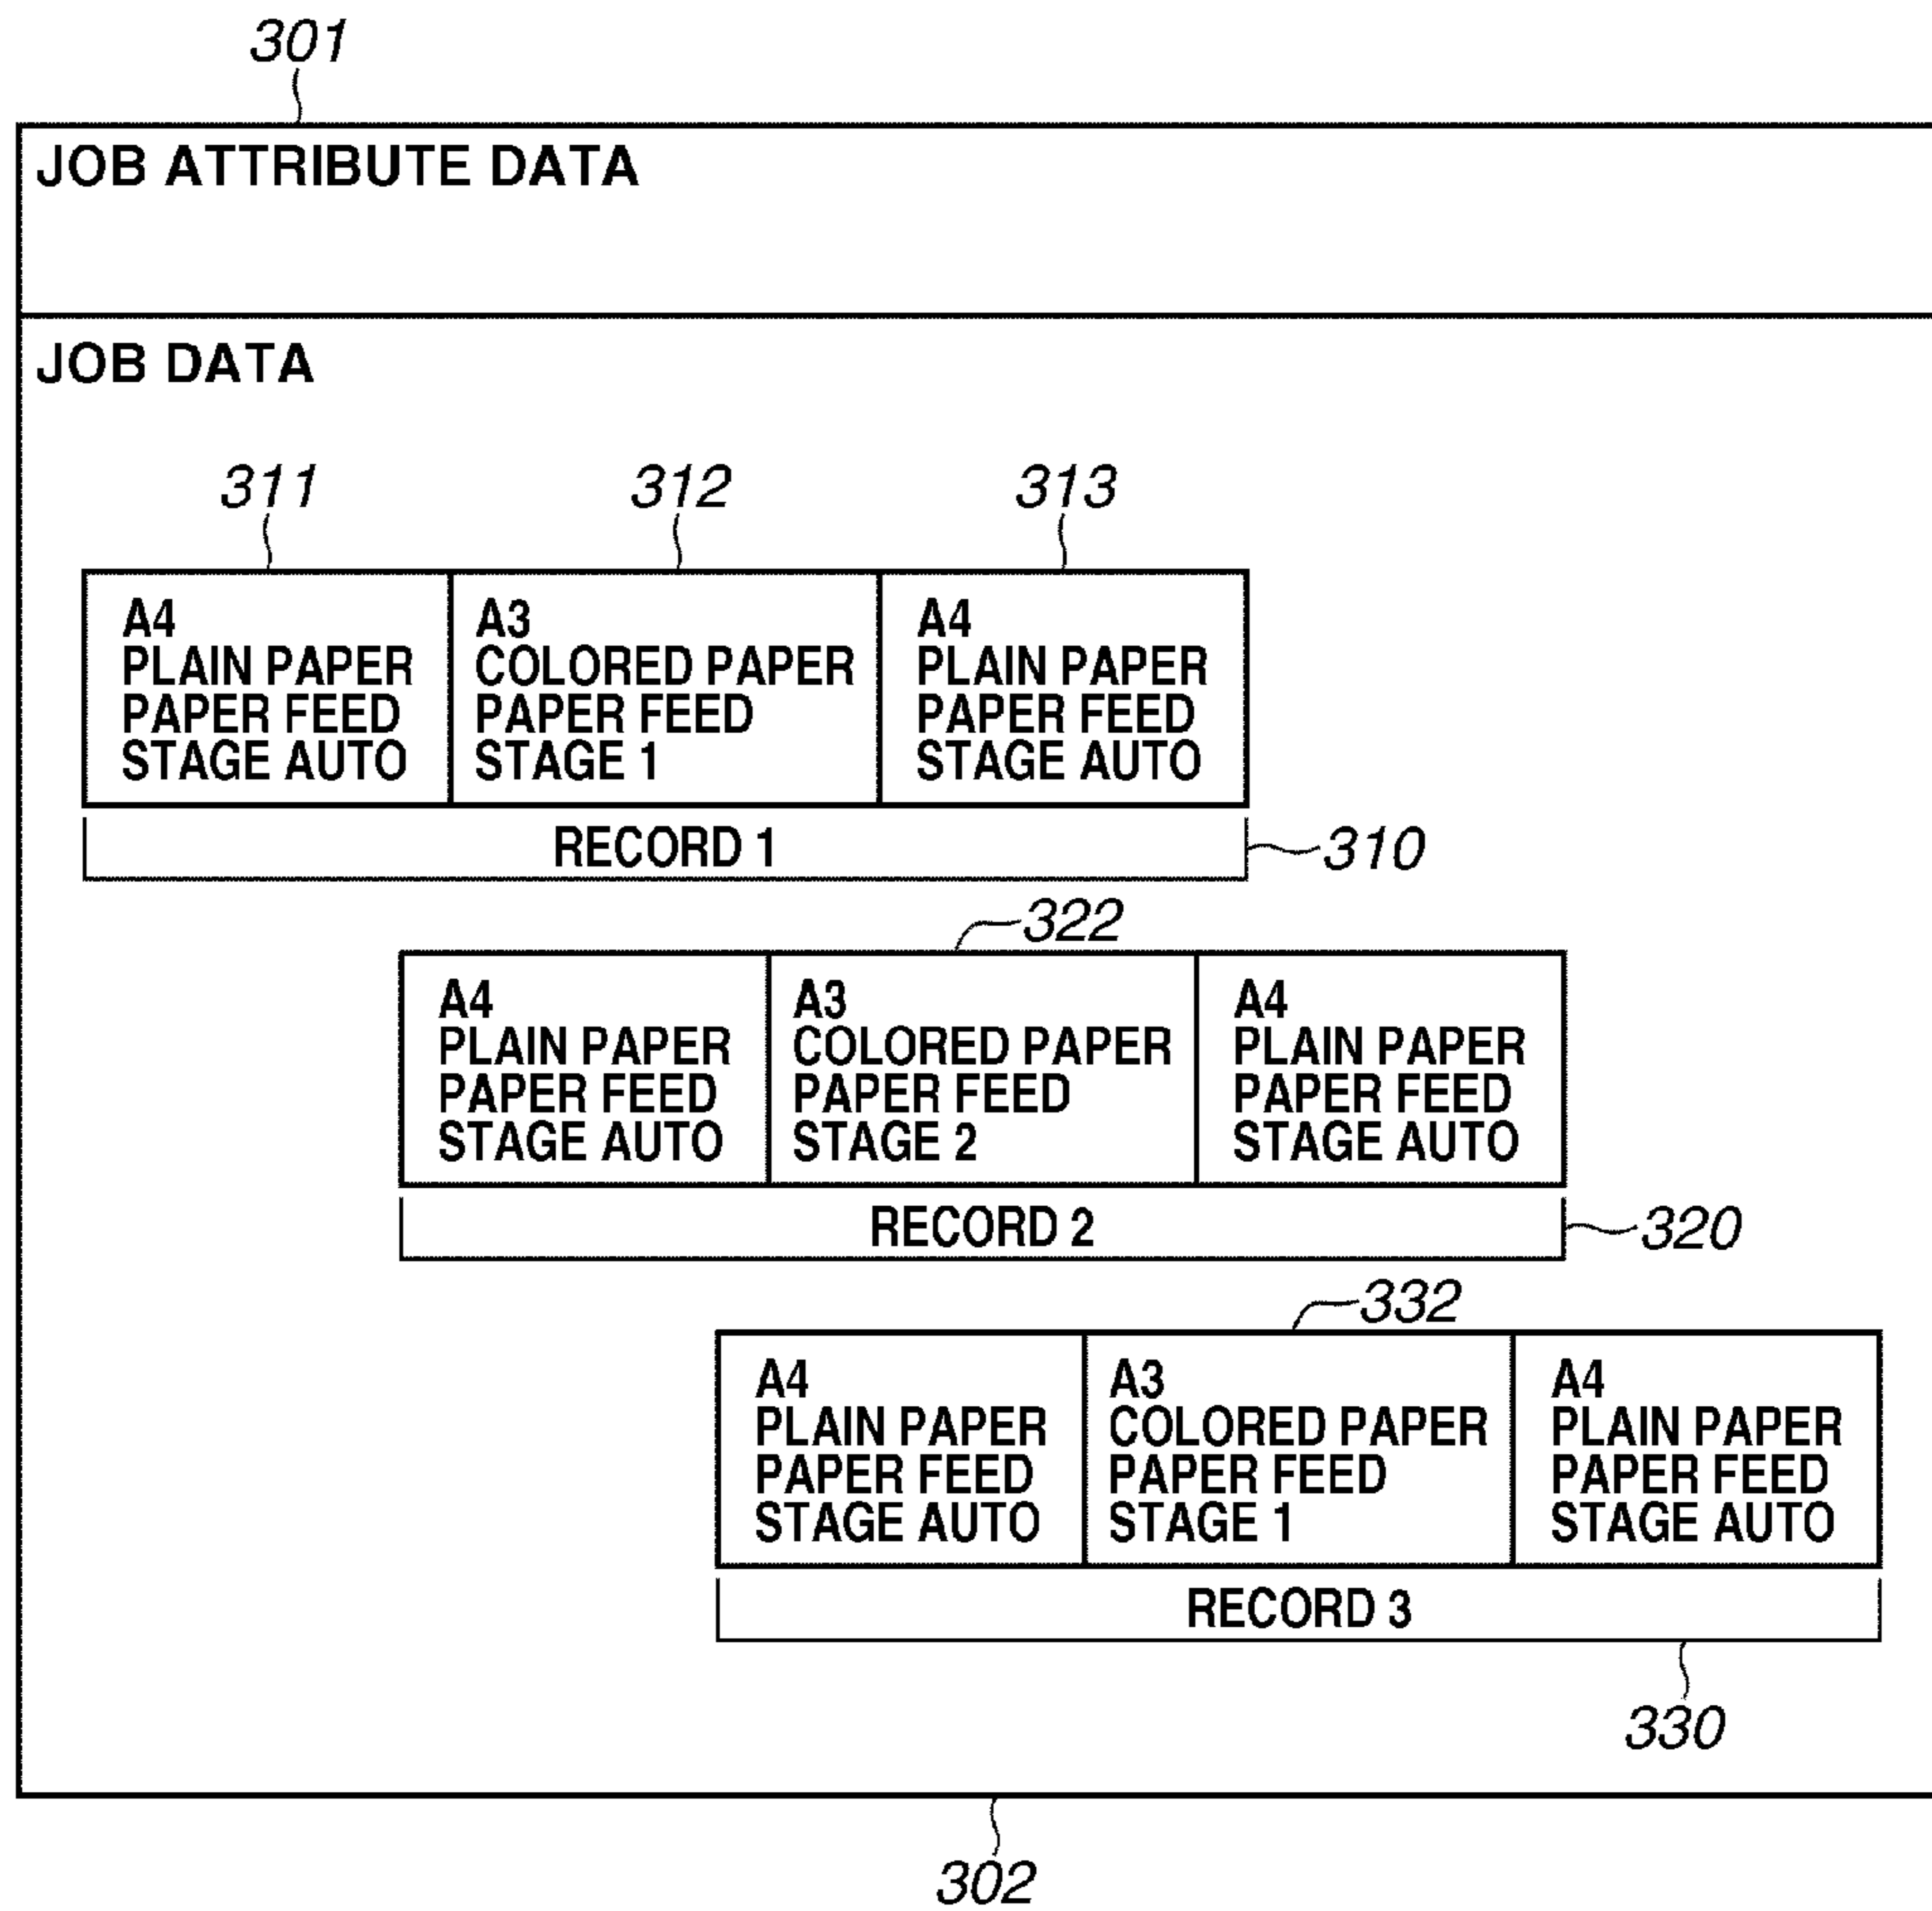 301
JOB ATTRIBUTE DATA
JOB DATA
311
312
313
A4
PLAIN PAPER
PAPER FEED
STAGE AUTO
A3
COLORED PAPER
PAPER FEED
STAGE 1
A4
PLAIN PAPER
PAPER FEED
STAGE AUTO
RECORD 1
310
322
A4
PLAIN PAPER
PAPER FEED
STAGE AUTO
A3
COLORED PAPER
PAPER FEED
STAGE 2
A4
PLAIN PAPER
PAPER FEED
STAGE AUTO
RECORD 2
320
332
A4
PLAIN PAPER
PAPER FEED
STAGE AUTO
A3
COLORED PAPER
PAPER FEED
STAGE 1
A4
PLAIN PAPER
PAPER FEED
STAGE AUTO
RECORD 3
330
302